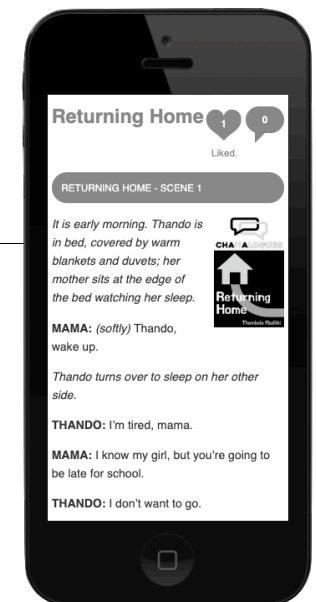 Returning Home
1
0
Liked.
RETURNING HOME - SCENE 1
It is early morning. Thando is
in bed, covered by warm
blankets and duvets; her
mother sits at the edge of
the bed watching her sleep.
Returning
Home
MAMA: (softly) Thando,
wake up.
Thando turns over to sleep on her other
side.
THANDO: I'm tired, mama.
MAMA: I know my girl, but you're going to
be late for school.
THANDO: I don't want to go.